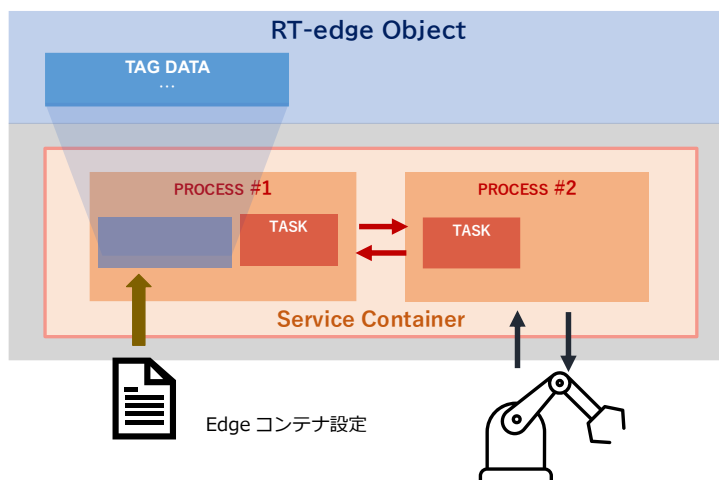 RT-edge Object
TAG DATA
…
PROCESS #1
PROCESS #2
TASK
TASK
Service Container
Edge コンテナ設定